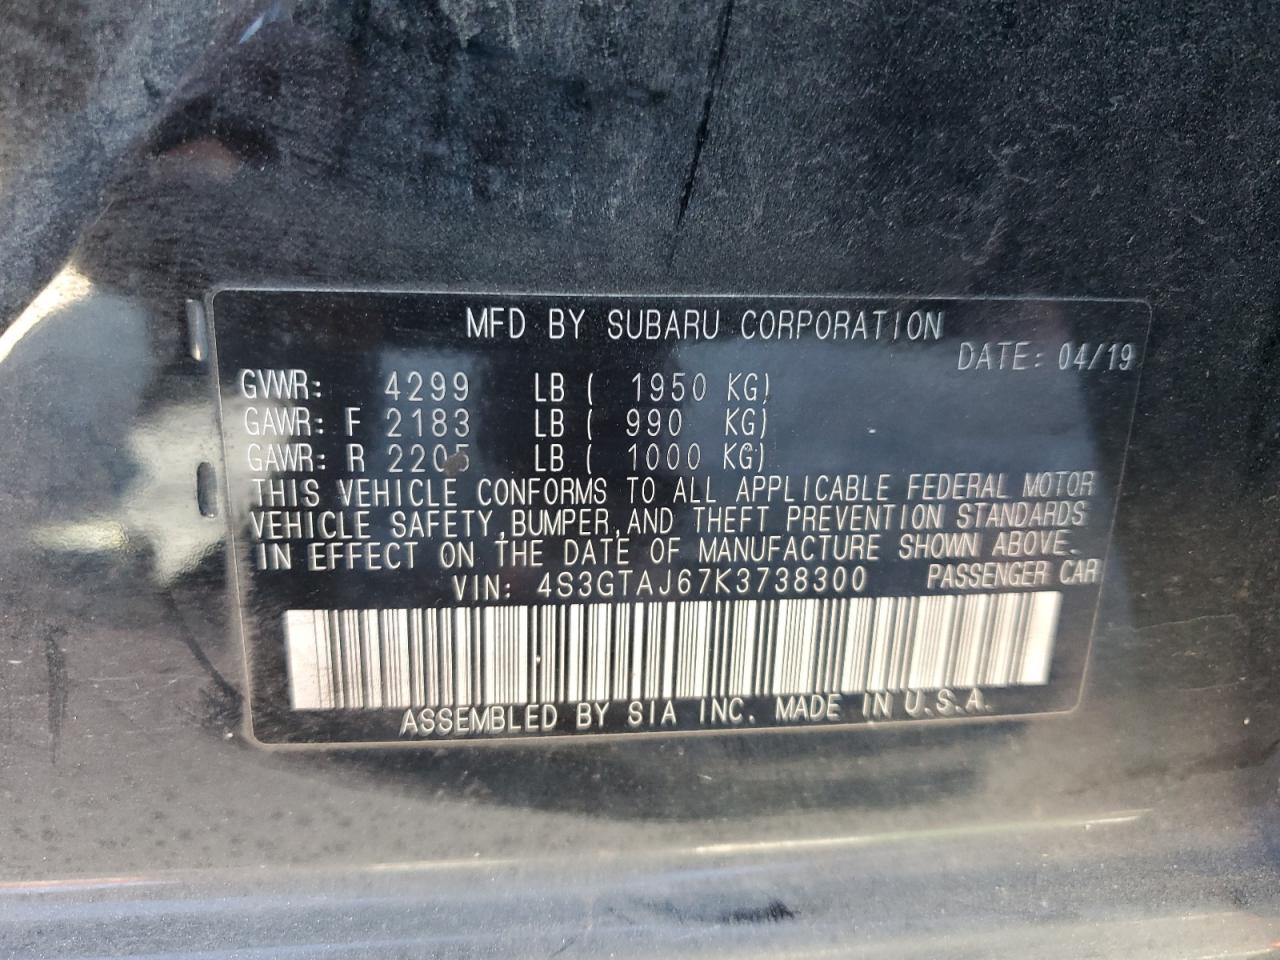 MFD BY SUBARU CORPORATION
DATE: 04/19
GVWR: 4299 LB ( 1950 KG)
GAWR: F 2183 LB ( 990 KG)
GAWR: R 2205 LB ( 1000 KG)
THIS VEHICLE CONFORMS TO ALL APPLICABLE FEDERAL MOTOR
VEHICLE SAFETY, BUMPER, AND THEFT PREVENTION STANDARDS
IN EFFECT ON THE DATE OF MANUFACTURE SHOWN ABOVE.
VIN: 4S3GTAJ67K3738300 PASSENGER CAR
ASSEMBLED BY SIA INC. MADE IN U.S.A.